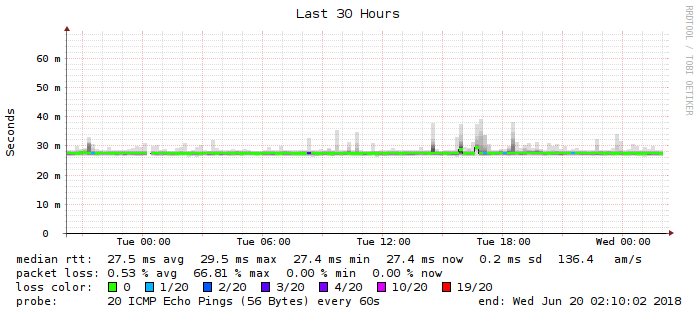 Last 30 Hours
RRDTOOL / TOBI OETIKER
Seconds
60 m
50 m
40 m
30 m
20 m
10 m
0
Tue 00:00 Tue 06:00 Tue 12:00 Tue 18:00 Wed 00:00
median rtt: 27.5 ms avg 29.5 ms max 27.4 ms min 27.4 ms now 0.2 ms sd 136.4 am/s
packet loss: 0.53 % avg 66.81 % max 0.00 % min 0.00 % now
loss color: 0 1/20 2/20 3/20 4/20 10/20 19/20
probe: 20 ICMP Echo Pings (56 Bytes) every 60s end: Wed Jun 20 02:10:02 2018